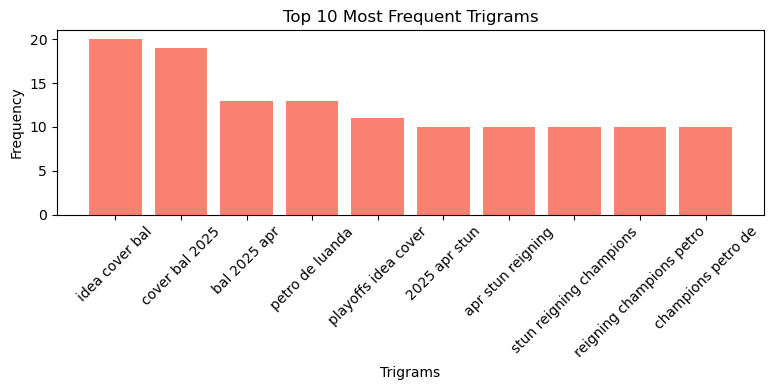 Top 10 Most Frequent Trigrams
Frequency
20
15
10
5
0
idea cover bal
cover bal 2025
bal 2025 apr
petro de luanda
playoffs idea cover
2025 apr stun
apr stun reigning
stun reigning champions
reigning champions petro
champions petro de
Trigrams